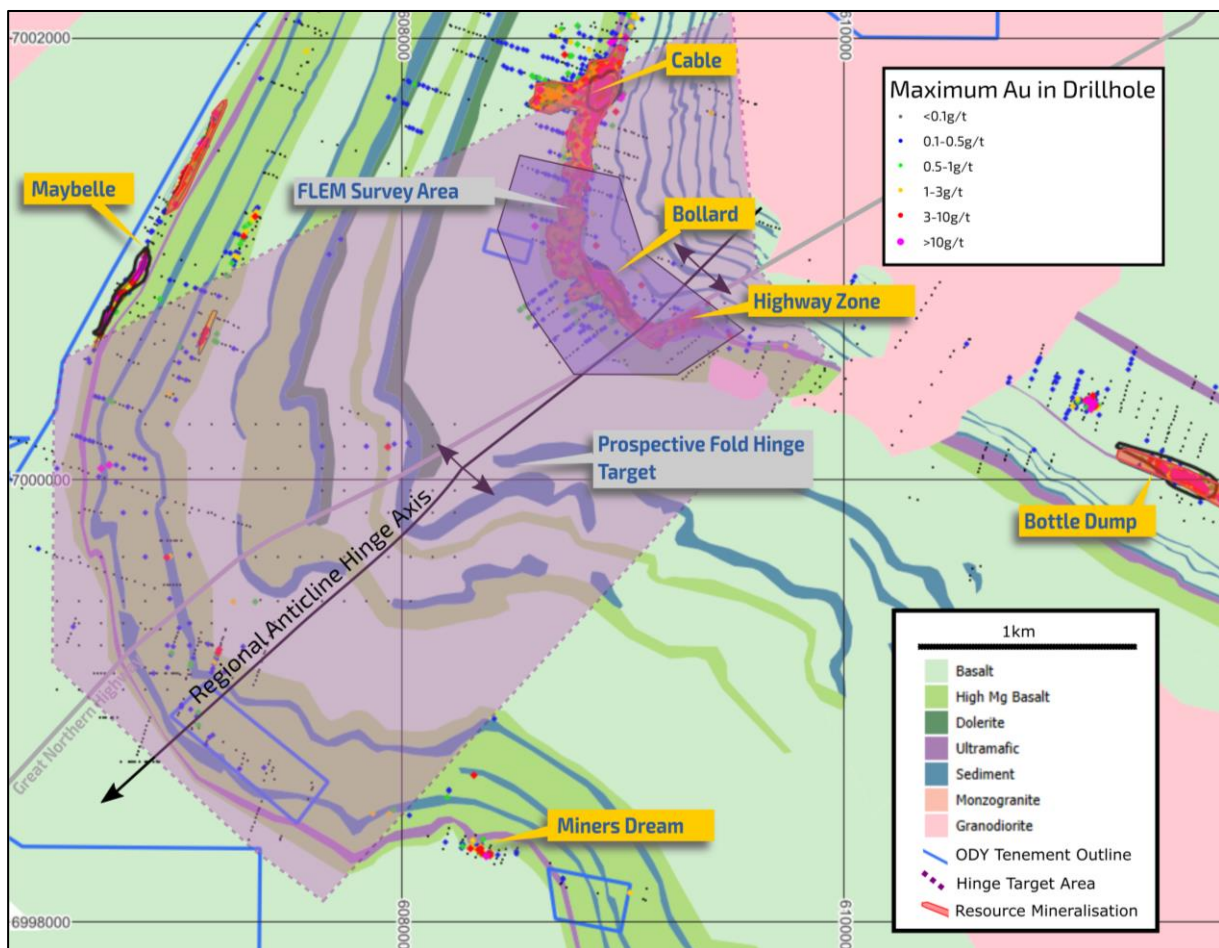 7002000
608000
610000
Cable
Maximum Au in Drillhole
<0.1g/t
0.1-0.5g/t
0.5-1g/t
1-3g/t
3-10g/t
>10g/t
Maybelle
FLEM Survey Area
Bollard
Highway Zone
Prospective Fold Hinge
Target
7000000
Bottle Dump
Regional Anticline Hinge Axis
Great Northern
1km
Basalt
High Mg Basalt
Dolerite
Ultramafic
Sediment
Monzogranite
Granodiorite
ODY Tenement Outline
Hinge Target Area
Resource Mineralisation
Miners Dream
6998000
608000
610000